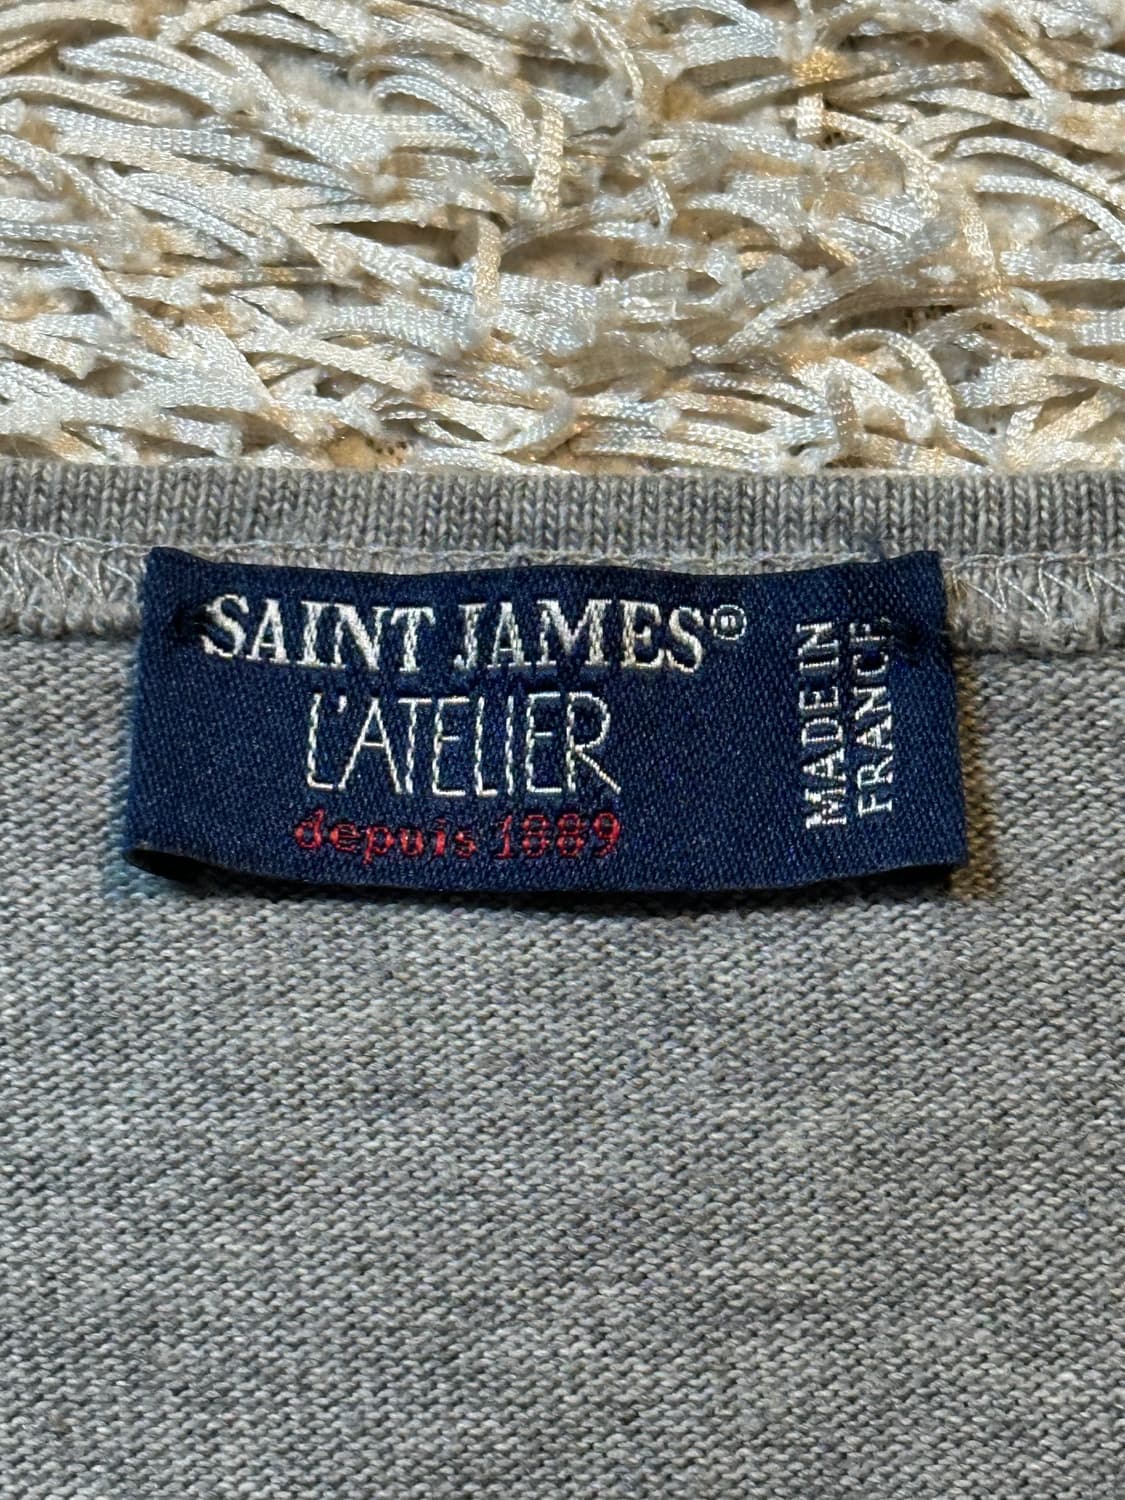 SAINT JAMES®
L'ATELIER
depuis 1889
MADE IN
FRANCE